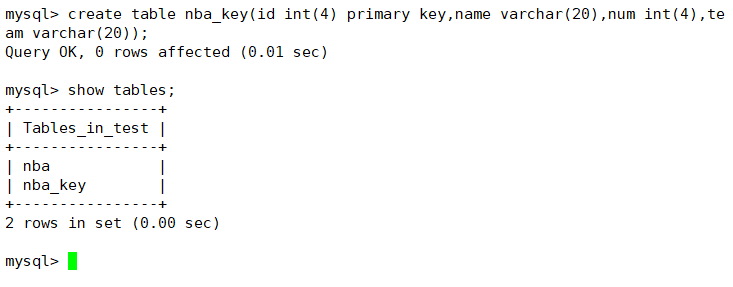 mysql> create table nba_key(id int(4) primary key,name varchar(20),num int(4),te
am varchar(20));
Query OK, 0 rows affected (0.01 sec)
mysql> show tables;
+----------------+
| Tables_in_test |
+----------------+
| nba            |
| nba_key        |
+----------------+
2 rows in set (0.00 sec)
mysql>